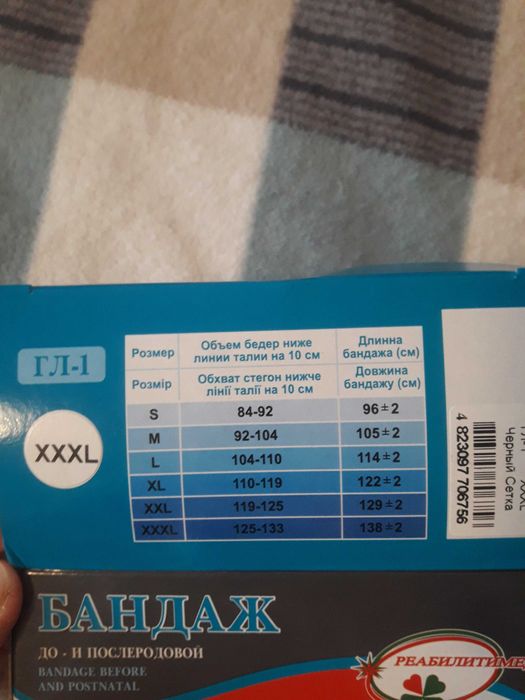 ГЛ-1
XXXL
Размер Объем бедер ниже линии талии на 10 см Длинна бандажа (см)
Розмір Обхват стегон нижче лінії талії на 10 см Довжина бандажу (см)
S 84-92 96±2
M 92-104 105±2
L 104-110 114±2
XL 110-119 122±2
XXL 119-125 129±2
XXXL 125-133 138±2
XXXL
Черный Сетка
4 823097 706756
БАНДАЖ
ДО - И ПОСЛЕРОДОВОЙ
BANDAGE BEFORE
AND POSTNATAL
РЕАБИЛИТИМЕД